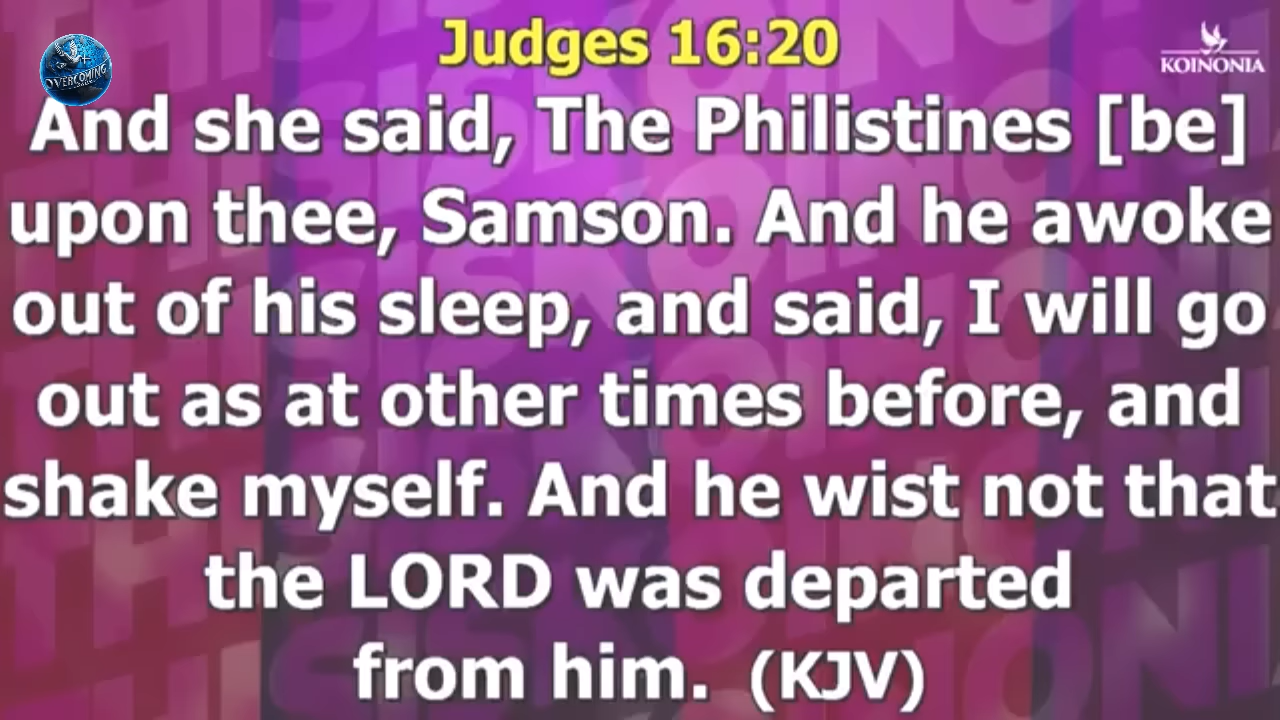 Judges 16:20
OVERCOMING
KOINONIA
And she said, The Philistines [be]
upon thee, Samson. And he awoke
out of his sleep, and said, I will go
out as at other times before, and
shake myself. And he wist not that
the LORD was departed
from him. (KJV)